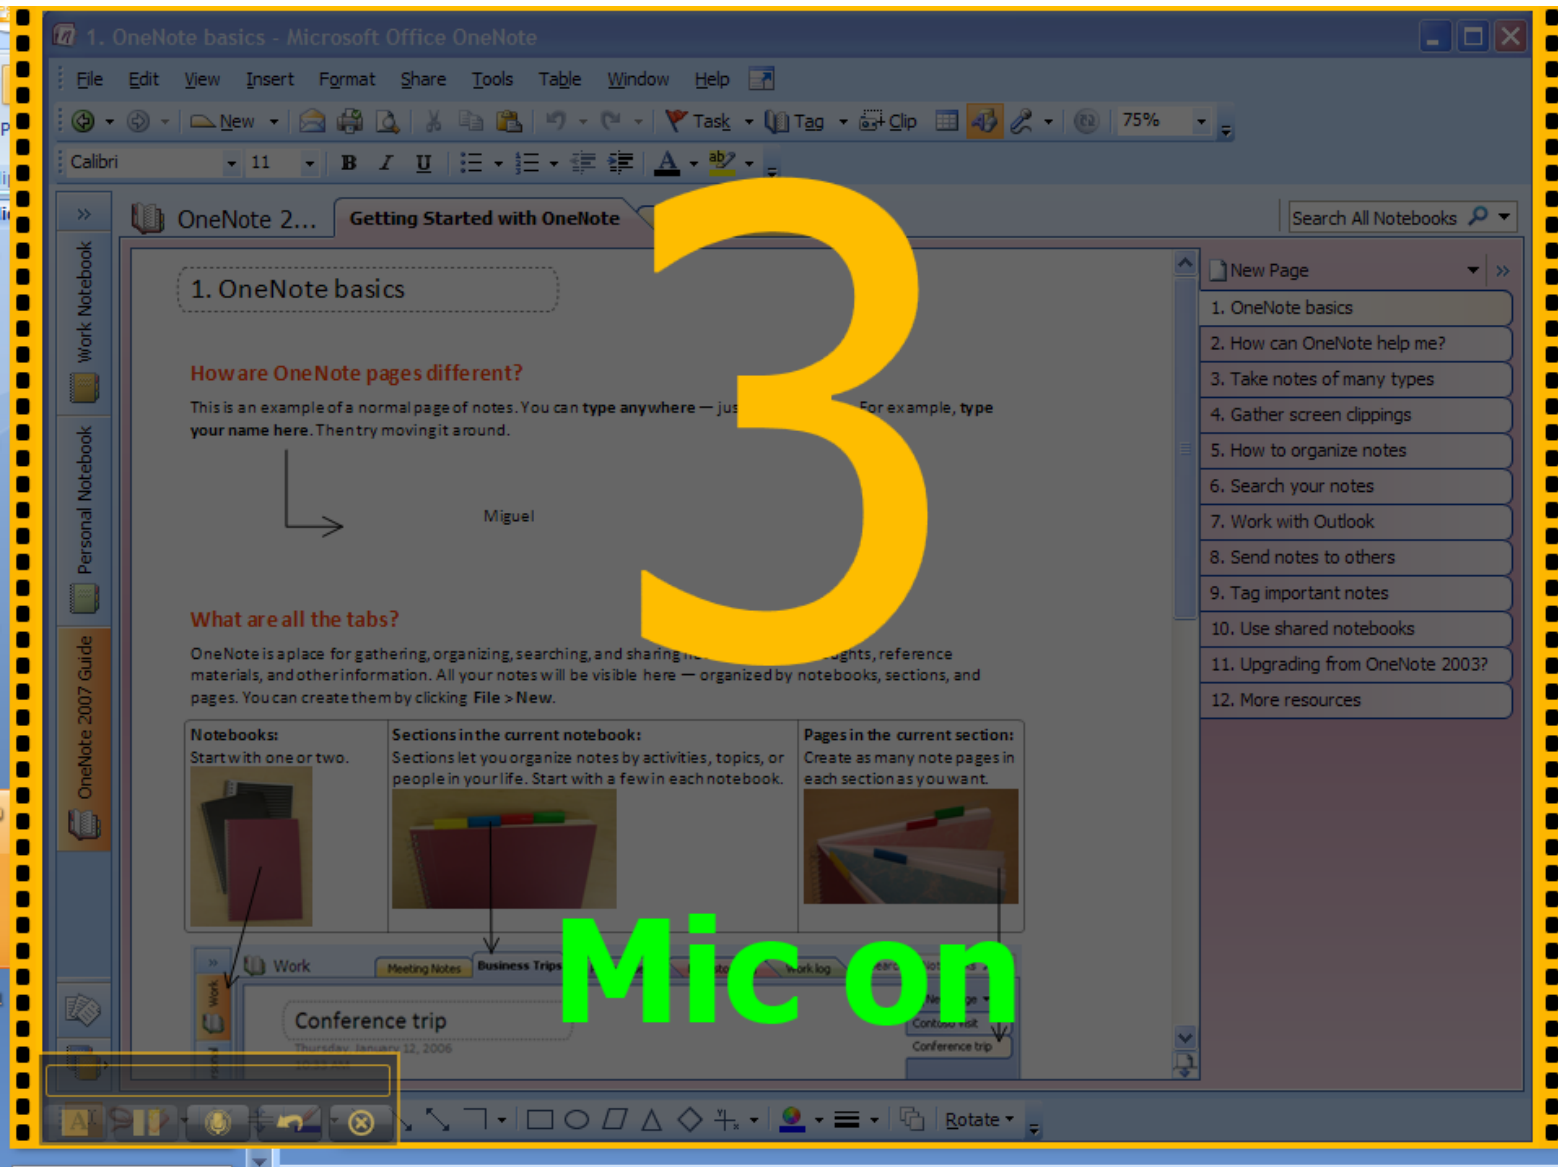 1. OneNote basics - Microsoft Office OneNote
File Edit View Insert Format Share Tools Table Window Help
New Task Tag Clip 75%
Calibri 11 B I U A ab
OneNote 2... Getting Started with OneNote
Search All Notebooks
Work Notebook
Personal Notebook
OneNote 2007 Guide
1. OneNote basics
How are OneNote pages different?
This is an example of a normal page of notes. You can type anywhere — jus For example, type
your name here. Then try moving it around.
Miguel
What are all the tabs?
OneNote is a place for gathering, organizing, searching, and sharing ghts, reference
materials, and other information. All your notes will be visible here — organized by notebooks, sections, and
pages. You can create them by clicking File > New.
Notebooks:
Start with one or two.
Sections in the current notebook:
Sections let you organize notes by activities, topics, or
people in your life. Start with a few in each notebook.
Pages in the current section:
Create as many note pages in
each section as you want.
Work Meeting Notes Business Trips Work log
Work
Conference trip
Thursday, January 12, 2006
Contoso visit
Conference trip
New Page
1. OneNote basics
2. How can OneNote help me?
3. Take notes of many types
4. Gather screen clippings
5. How to organize notes
6. Search your notes
7. Work with Outlook
8. Send notes to others
9. Tag important notes
10. Use shared notebooks
11. Upgrading from OneNote 2003?
12. More resources
3
Mic on
Rotate